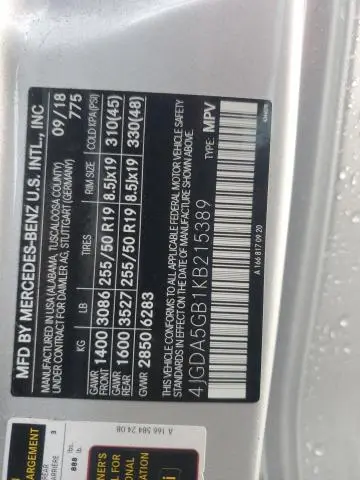 MFD BY MERCEDES-BENZ U.S. INTL., INC
MANUFACTURED IN USA (ALABAMA, TUSCALOOSA COUNTY)
UNDER CONTRACT FOR DAIMLER AG, STUTTGART (GERMANY)
09/18
775
KG LB TIRES RIM SIZE COLD KPA(PSI)
GAWR FRONT 1400 3086 255/50 R19 8.5Jx19 310(45)
GAWR REAR 1600 3527 255/50 R19 8.5Jx19 330(48)
GVWR 2850 6283
THIS VEHICLE CONFORMS TO ALL APPLICABLE FEDERAL MOTOR VEHICLE SAFETY
STANDARDS IN EFFECT ON THE DATE OF MANUFACTURE SHOWN ABOVE.
4JGDA5GB1KB215389 TYPE: MPV
A 166 817 09 20
A 166 584 24 08
3
888 lbs.
lb.